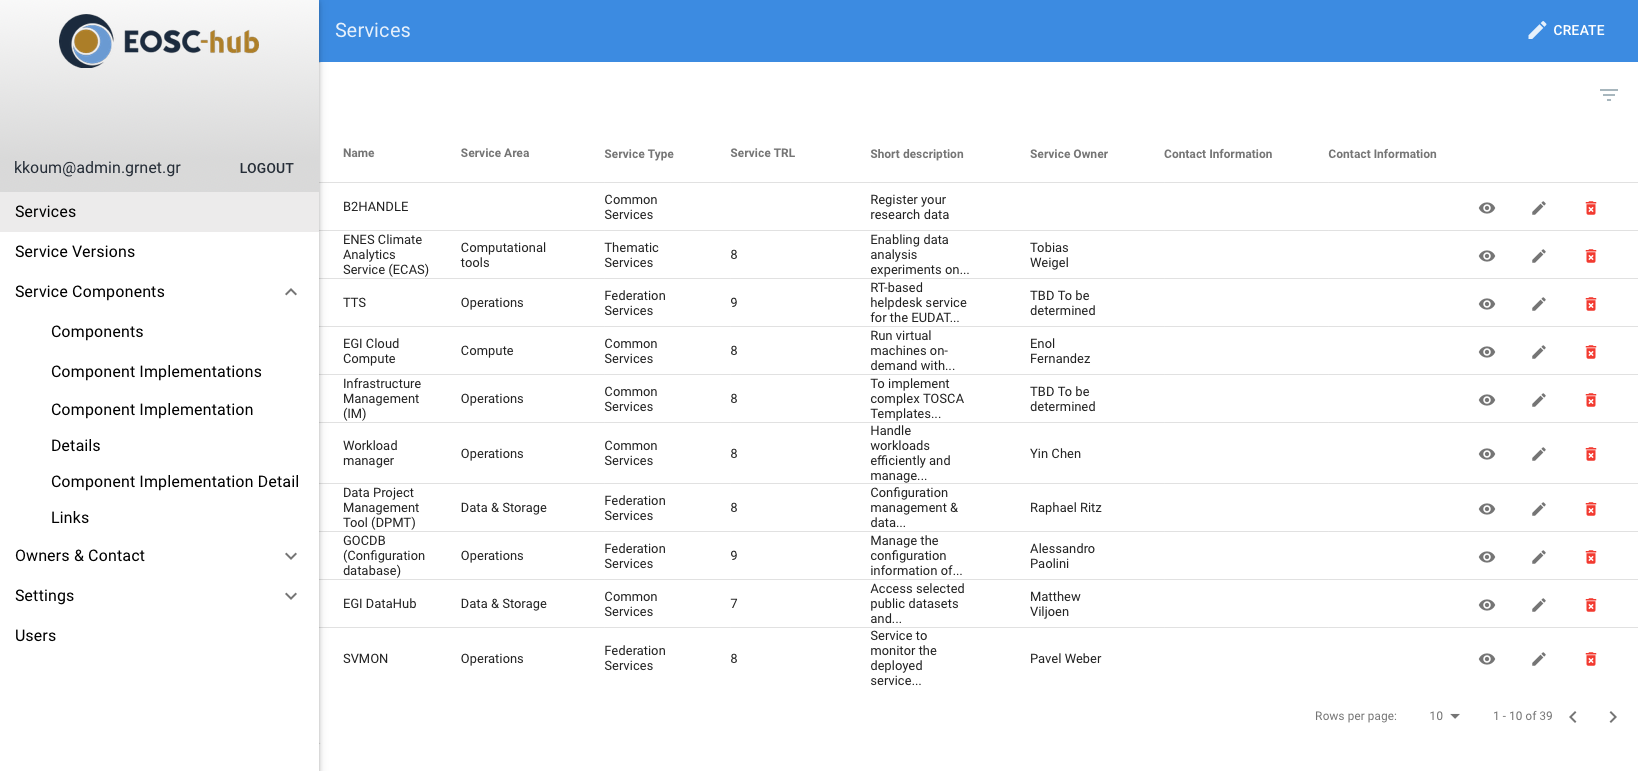 EOSC-hub
kkoum@admin.grnet.gr LOGOUT
Services
Service Versions
Service Components
Components
Component Implementations
Component Implementation
Details
Component Implementation Detail
Links
Owners & Contact
Settings
Users
Services CREATE
Name Service Area Service Type Service TRL Short description Service Owner Contact Information Contact Information
B2HANDLE
Common
Services
Register your
research data
ENES Climate
Analytics
Service (ECAS)
Computational
tools
Thematic
Services
8
Enabling data
analysis
experiments on...
Tobias
Weigel
TTS
Operations
Federation
Services
9
RT-based
helpdesk service
for the EUDAT...
TBD To be
determined
EGI Cloud
Compute
Compute
Common
Services
8
Run virtual
machines on-
demand with...
Enol
Fernandez
Infrastructure
Management
(IM)
Operations
Common
Services
8
To implement
complex TOSCA
Templates...
TBD To be
determined
Workload
manager
Operations
Common
Services
8
Handle
workloads
efficiently and
manage...
Yin Chen
Data Project
Management
Tool (DPMT)
Data & Storage
Federation
Services
8
Configuration
management &
data...
Raphael Ritz
GOCDB
(Configuration
database)
Operations
Federation
Services
9
Manage the
configuration
information of...
Alessandro
Paolini
EGI DataHub
Data & Storage
Common
Services
7
Access selected
public datasets
and...
Matthew
Viljoen
SVMON
Operations
Federation
Services
8
Service to
monitor the
deployed
service...
Pavel Weber
Rows per page: 10 1 - 10 of 39